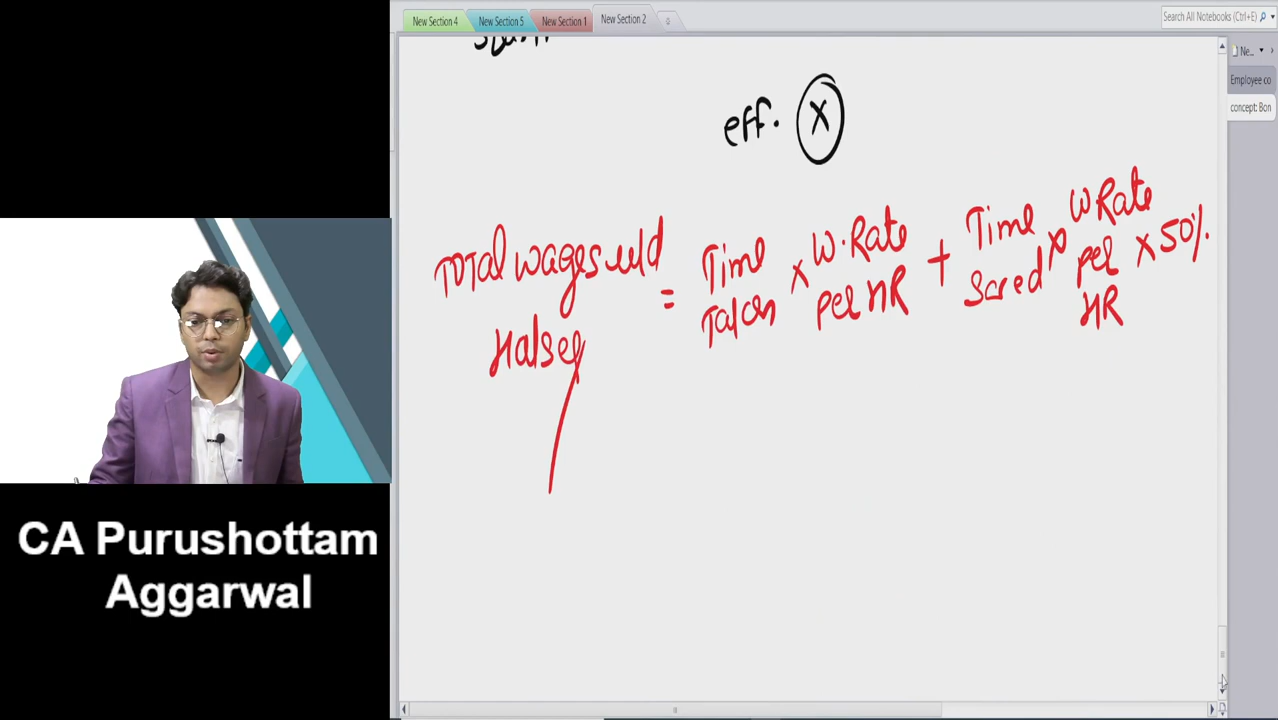 New Section 4 New Section 5 New Section 1 New Section 2
Search All Notebooks (Ctrl+E)
Ne...
Employee co
concept: Bon
eff. X
Total wages u/d Halsey = Time Taken x W.Rate per HR + Time Saved x W Rate per HR x 50%
CA Purushottam
Aggarwal